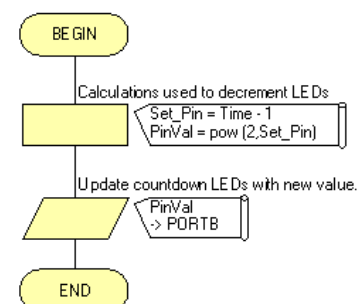 BEGIN
Calculations used to decrement LEDs
Set_Pin = Time - 1
PinVal = pow (2,Set_Pin)
Update countdown LEDs with new value.
PinVal
-> PORTB
END